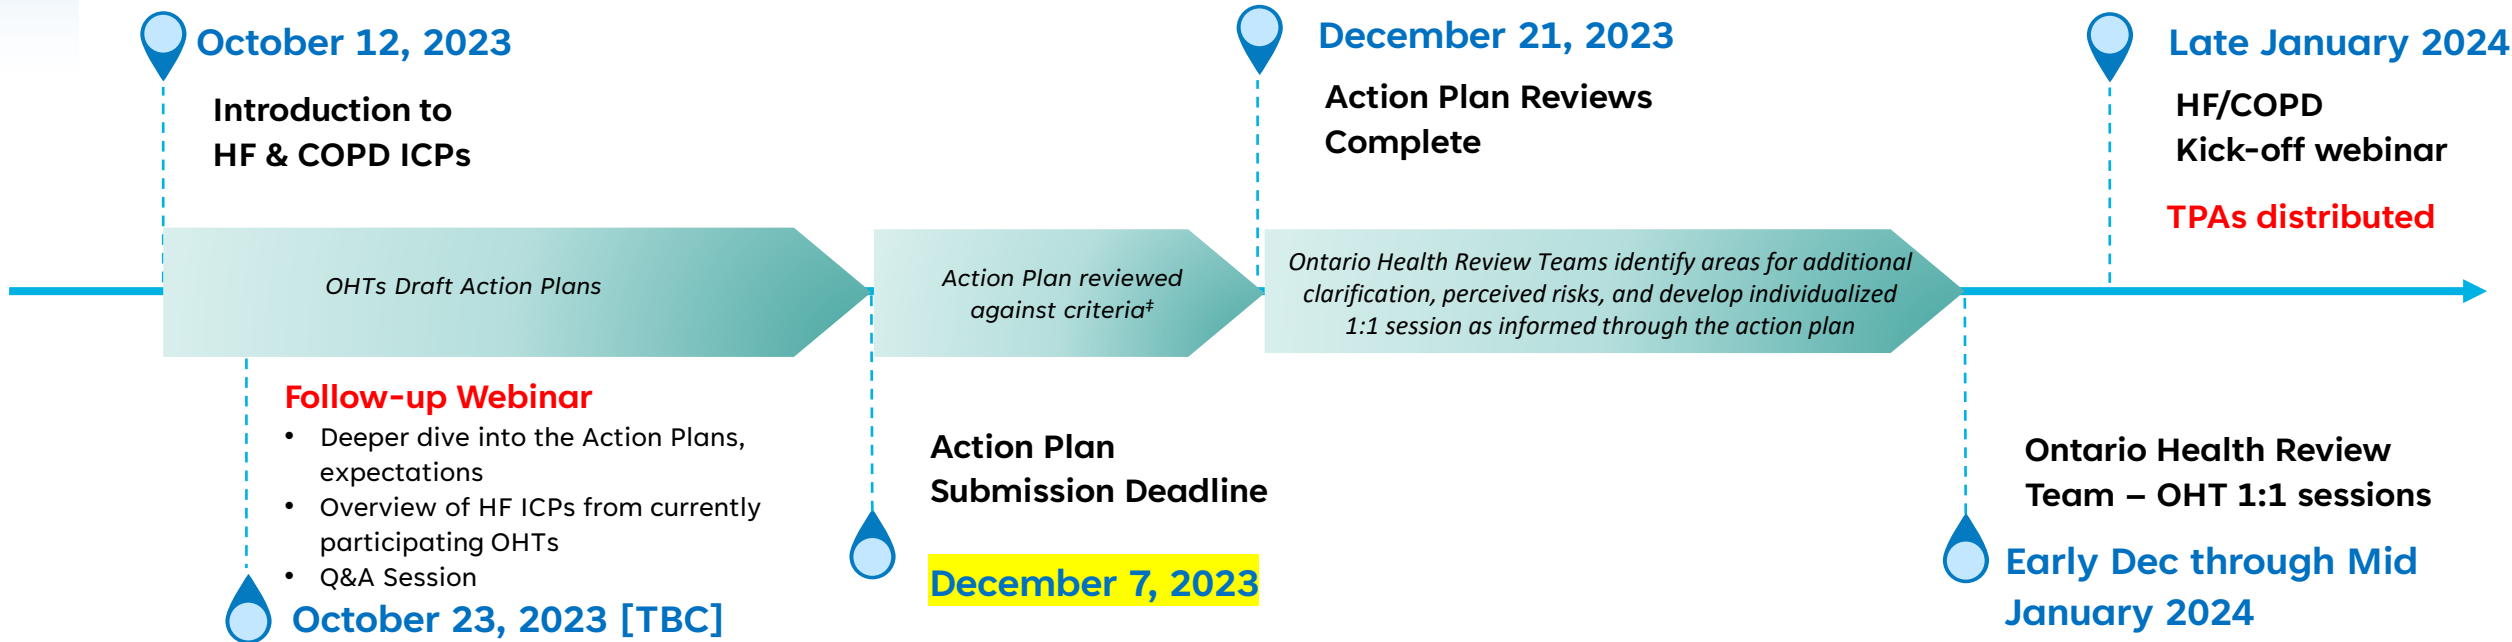 October 12, 2023
Introduction to
HF & COPD ICPs
December 21, 2023
Action Plan Reviews
Complete
Late January 2024
HF/COPD
Kick-off webinar
TPAs distributed
OHTs Draft Action Plans
Action Plan reviewed
against criteria‡
Ontario Health Review Teams identify areas for additional
clarification, perceived risks, and develop individualized
1:1 session as informed through the action plan
Follow-up Webinar
• Deeper dive into the Action Plans,
expectations
• Overview of HF ICPs from currently
participating OHTs
• Q&A Session
October 23, 2023 [TBC]
Action Plan
Submission Deadline
December 7, 2023
Ontario Health Review
Team – OHT 1:1 sessions
Early Dec through Mid
January 2024